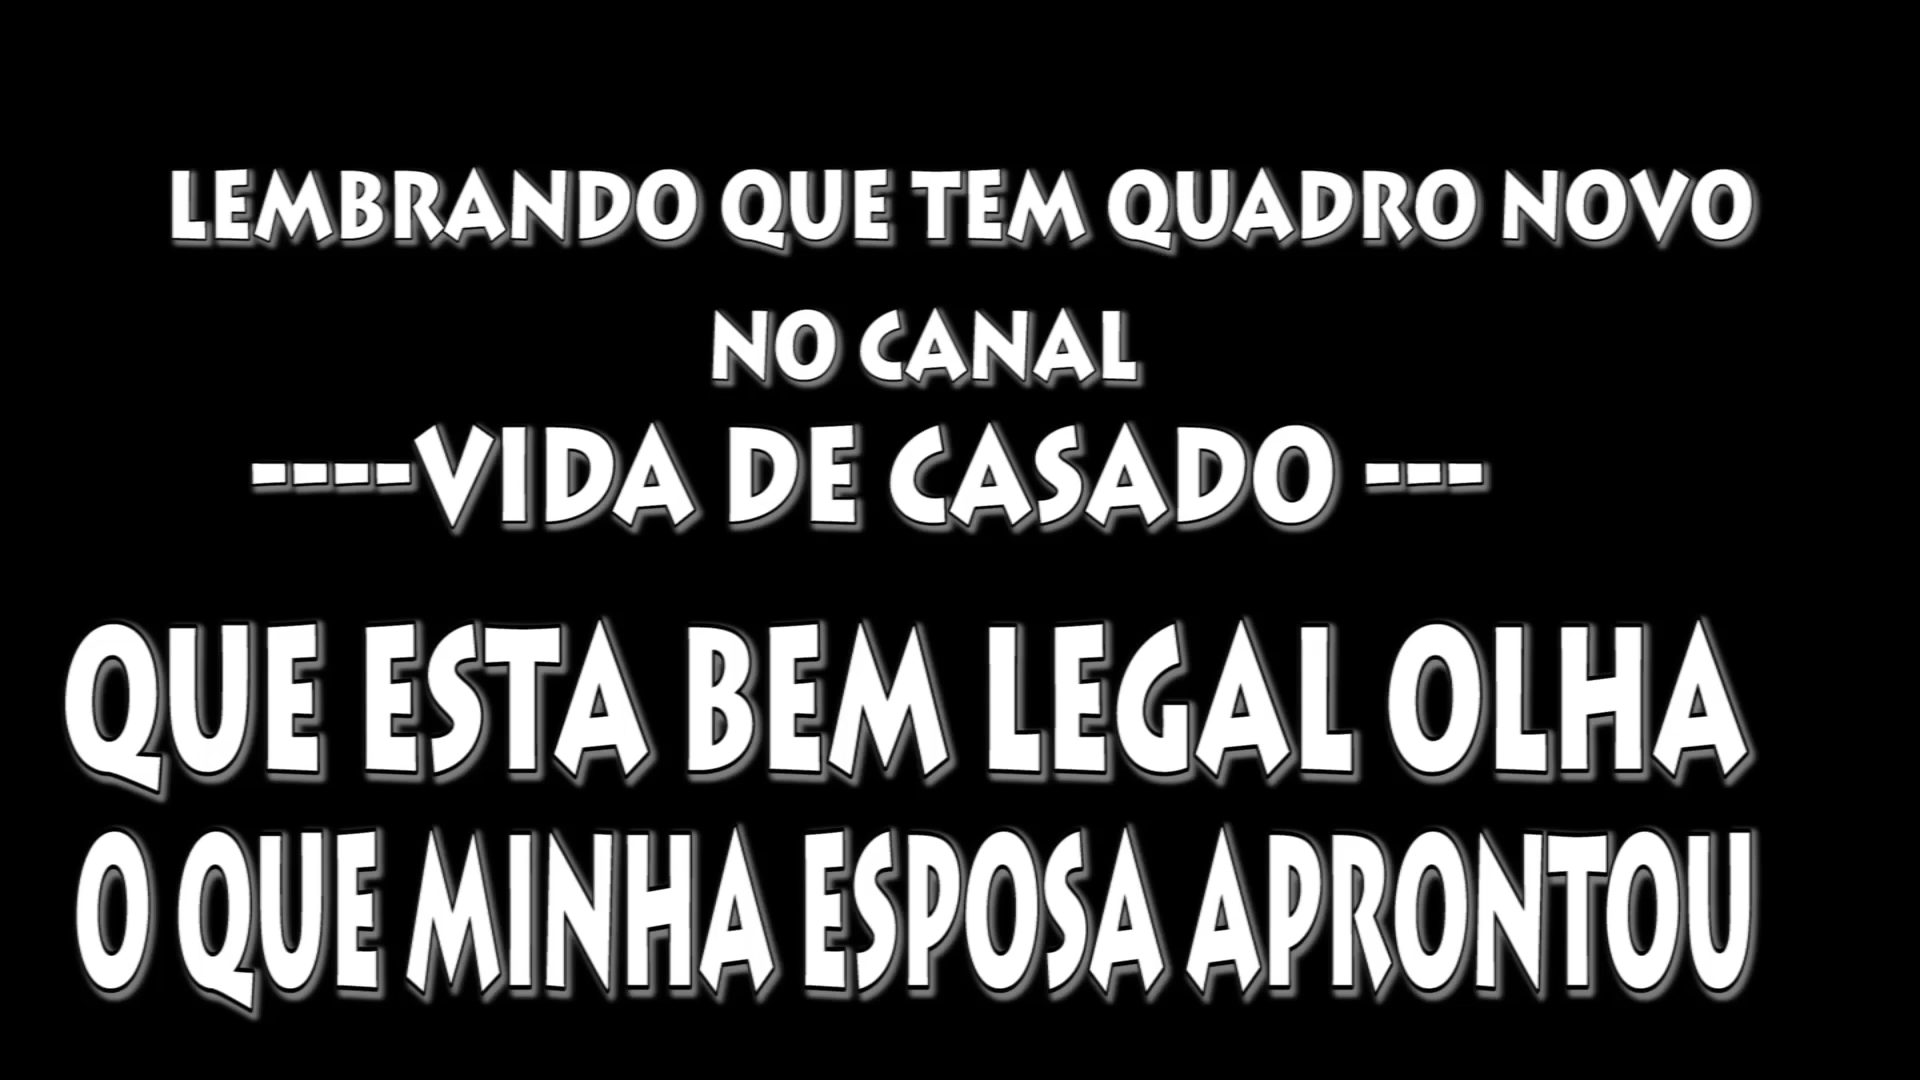 LEMBRANDO QUE TEM QUADRO NOVO
NO CANAL
----VIDA DE CASADO ---
QUE ESTA BEM LEGAL OLHA
O QUE MINHA ESPOSA APRONTOU